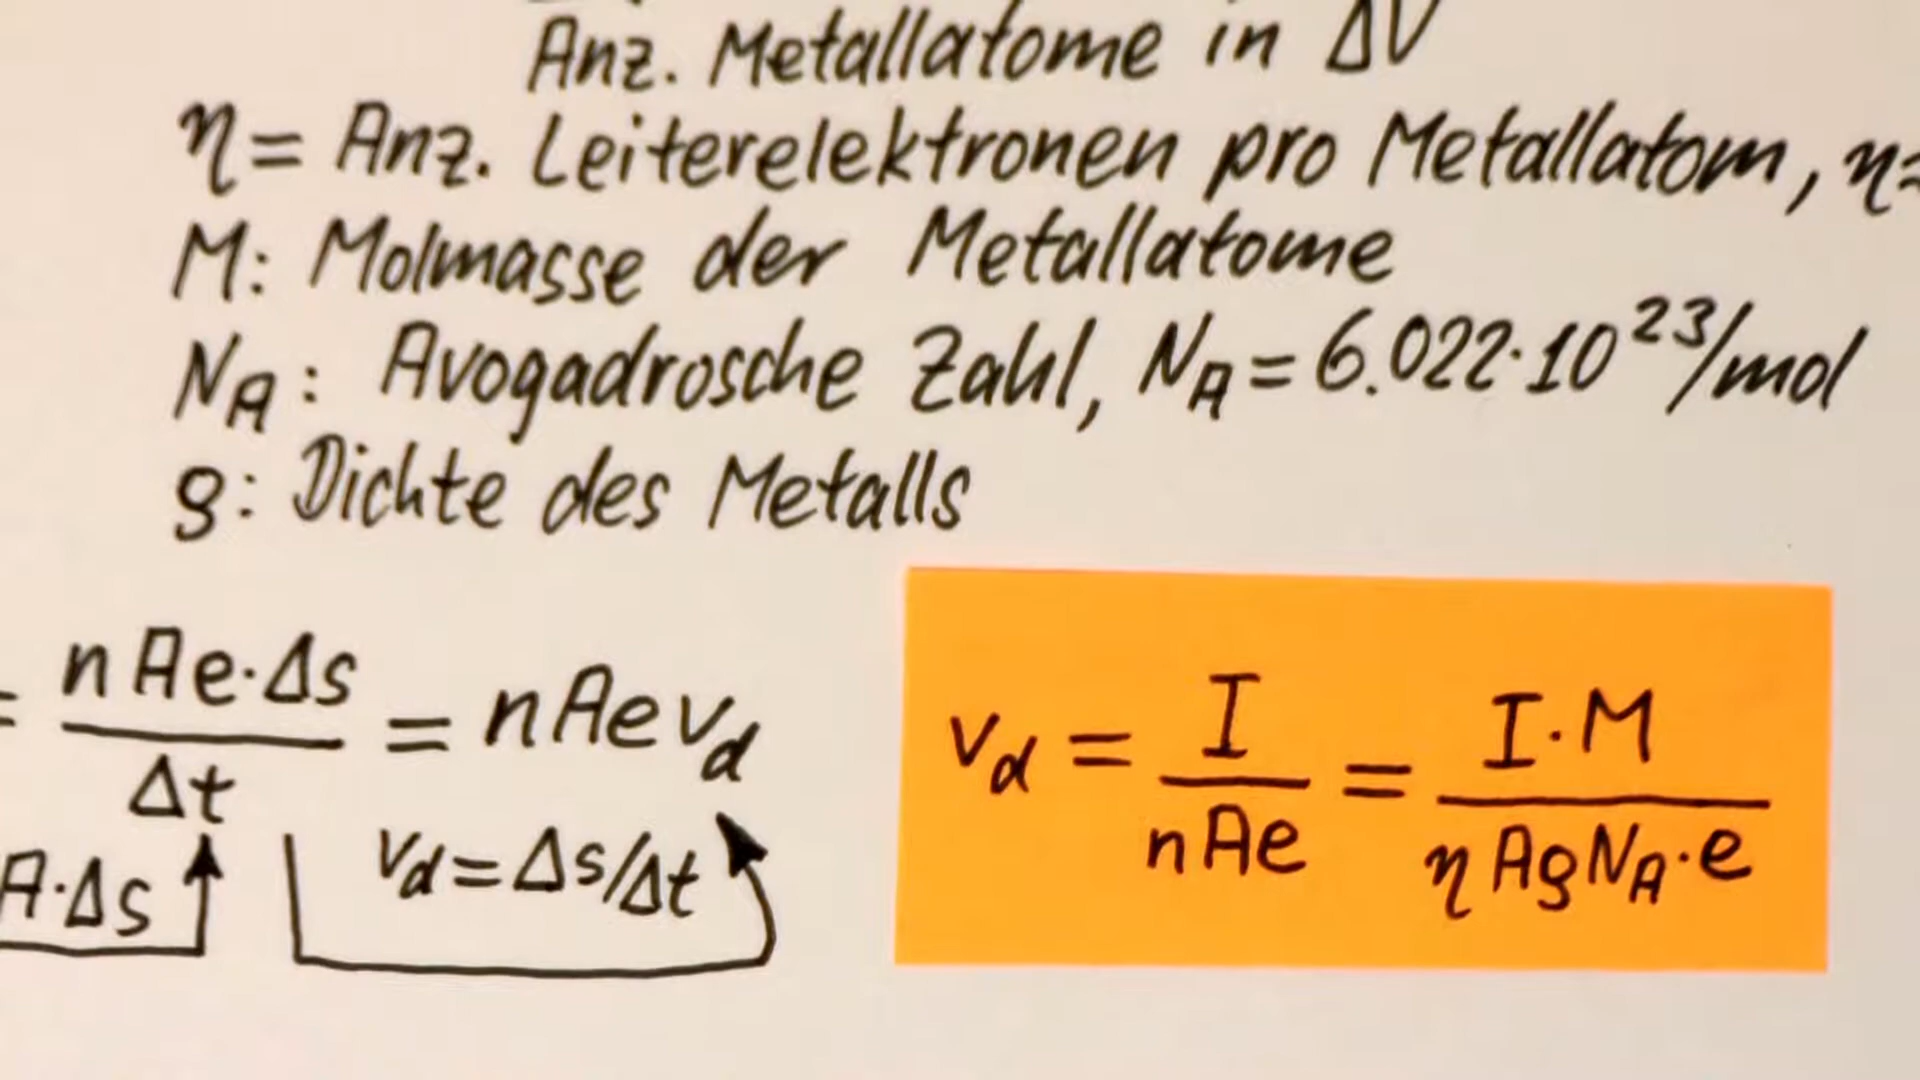 Anz. Metallatome in ΔV
η = Anz. Leiterelektronen pro Metallatom, η=
M: Molmasse der Metallatome
N_A: Avogadrosche Zahl, N_A = 6.022·10^23/mol
ρ: Dichte des Metalls
= nAe·Δs / Δt = nAev_d
A·Δs
v_d = Δs/Δt
v_d = I / nAe = I·M / ηAρN_A·e